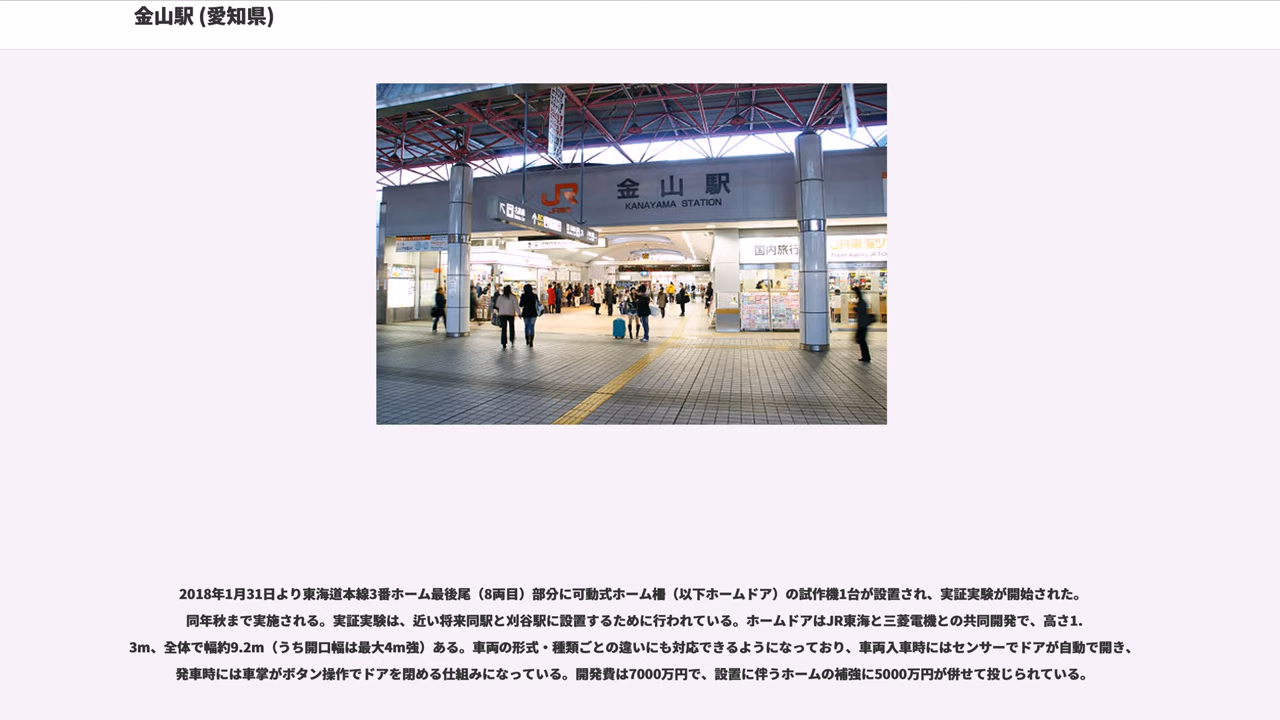 金山駅 (愛知県)
JR
金山駅
KANAYAMA STATION
国内旅行
JR東海ツ
2018年1月31日より東海道本線3番ホーム最後尾（8両目）部分に可動式ホーム柵（以下ホームドア）の試作機1台が設置され、実証実験が開始された。
同年秋まで実施される。実証実験は、近い将来同駅と刈谷駅に設置するために行われている。ホームドアはJR東海と三菱電機との共同開発で、高さ1.
3m、全体で幅約9.2m（うち開口幅は最大4m強）ある。車両の形式・種類ごとの違いにも対応できるようになっており、車両入車時にはセンサーでドアが自動で開き、
発車時には車掌がボタン操作でドアを閉める仕組みになっている。開発費は7000万円で、設置に伴うホームの補強に5000万円が併せて投じられている。